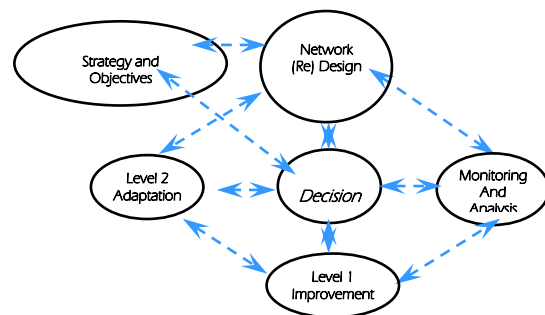 Strategy and
Objectives
Network
(Re) Design
Level 2
Adaptation
Decision
Monitoring
And
Analysis
Level 1
Improvement